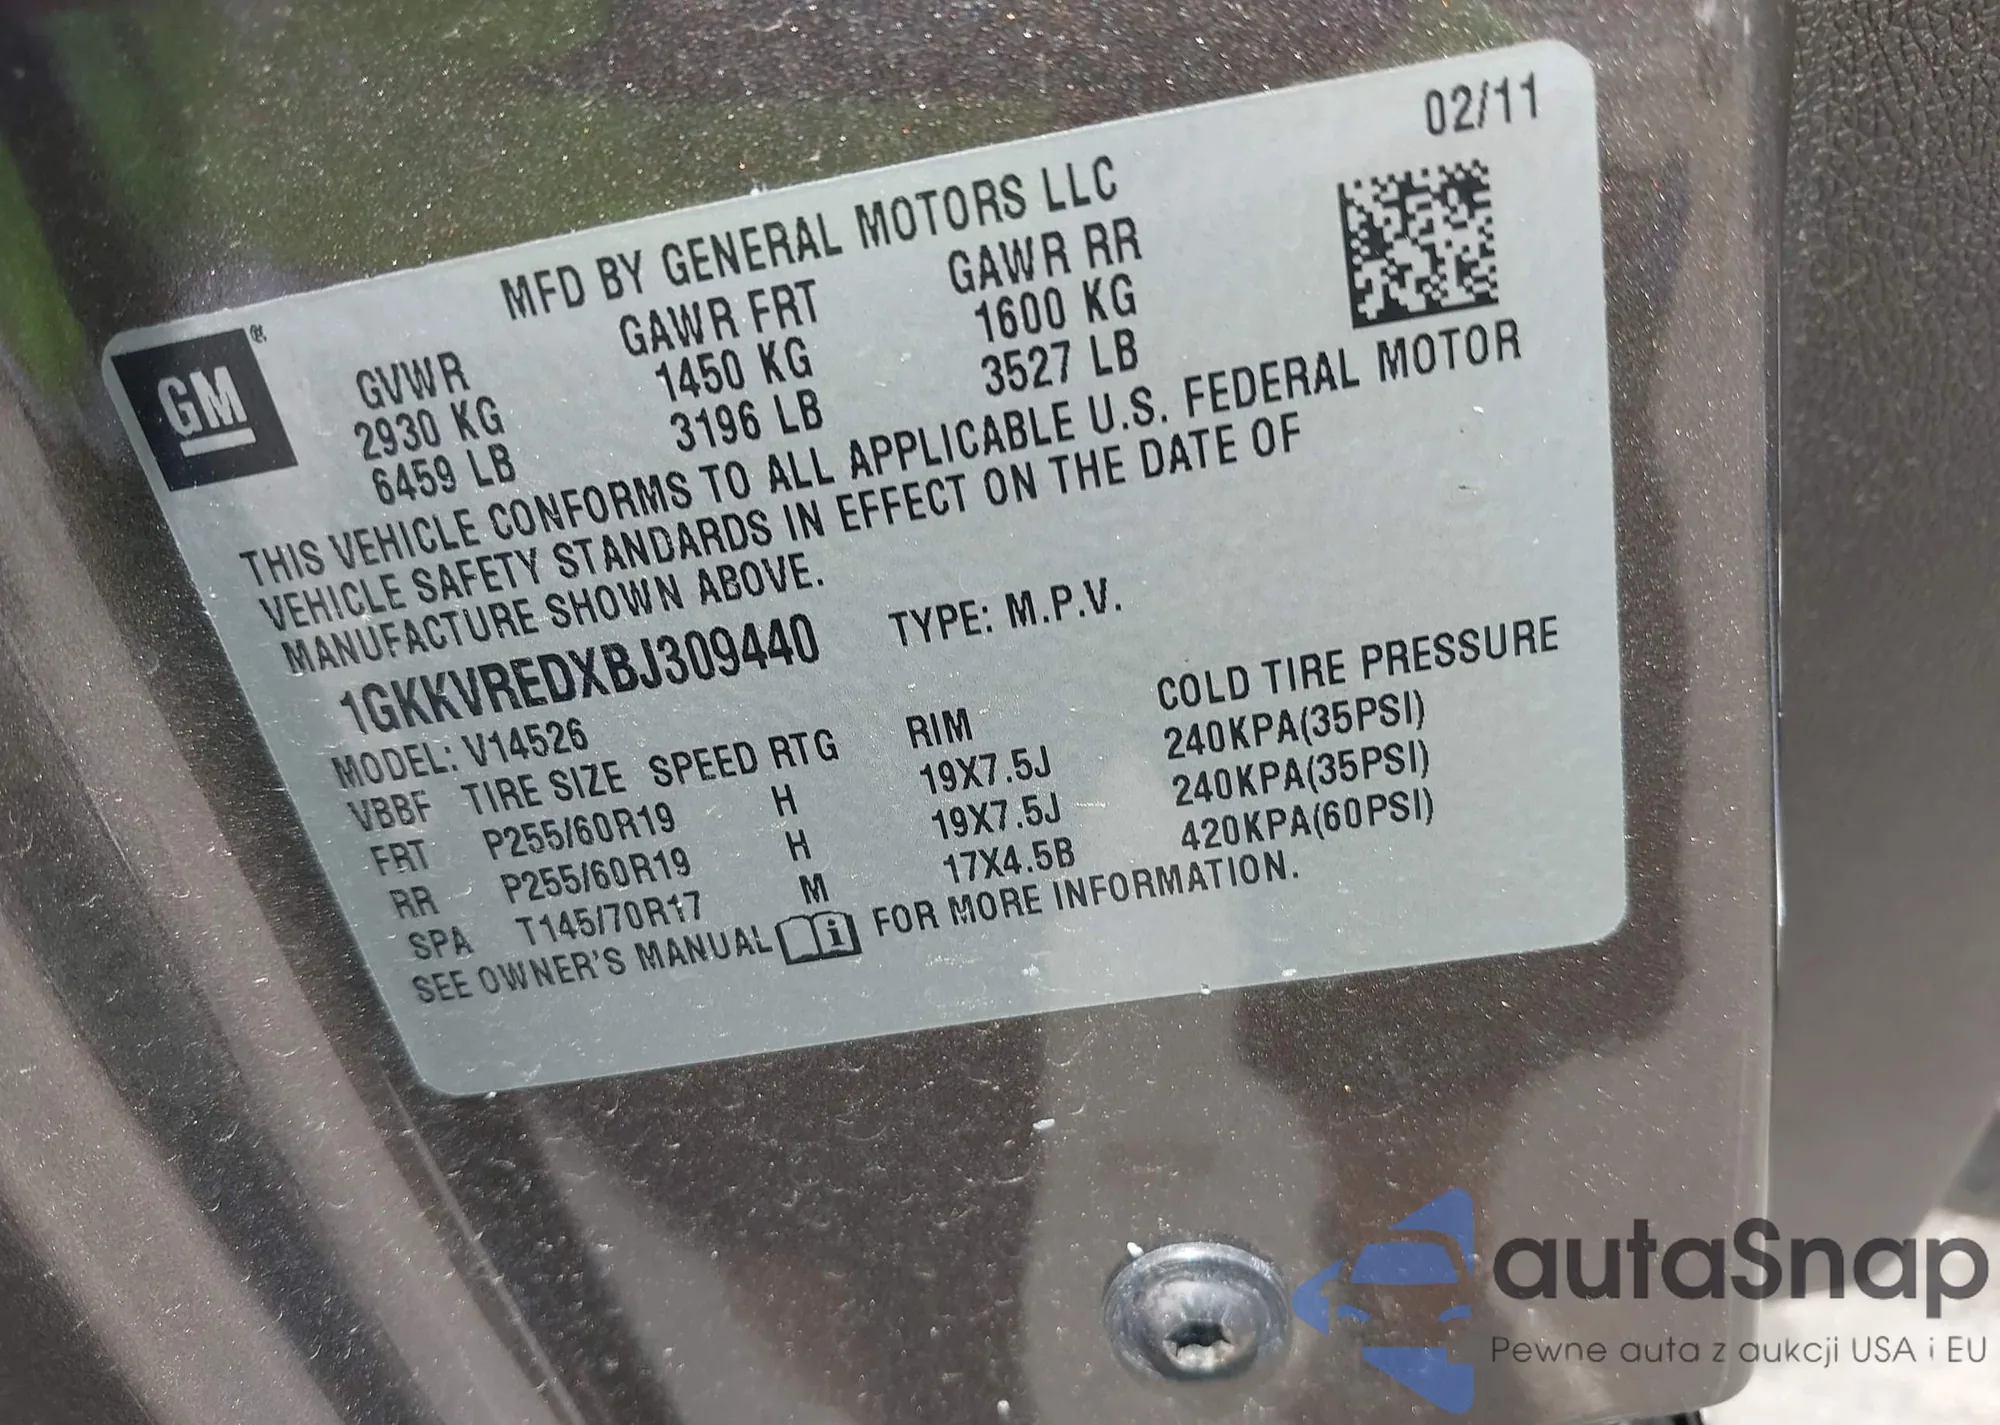 02/11
MFD BY GENERAL MOTORS LLC
GM ®
GVWR GAWR FRT GAWR RR
2930 KG 1450 KG 1600 KG
6459 LB 3196 LB 3527 LB
THIS VEHICLE CONFORMS TO ALL APPLICABLE U.S. FEDERAL MOTOR
VEHICLE SAFETY STANDARDS IN EFFECT ON THE DATE OF
MANUFACTURE SHOWN ABOVE.
1GKKVREDXBJ309440 TYPE: M.P.V.
MODEL: V14526
VBBF TIRE SIZE SPEED RTG RIM COLD TIRE PRESSURE
FRT P255/60R19 H 19X7.5J 240KPA(35PSI)
RR P255/60R19 H 19X7.5J 240KPA(35PSI)
SPA T145/70R17 M 17X4.5B 420KPA(60PSI)
SEE OWNER'S MANUAL i FOR MORE INFORMATION.
autaSnap
Pewne auta z aukcji USA i EU